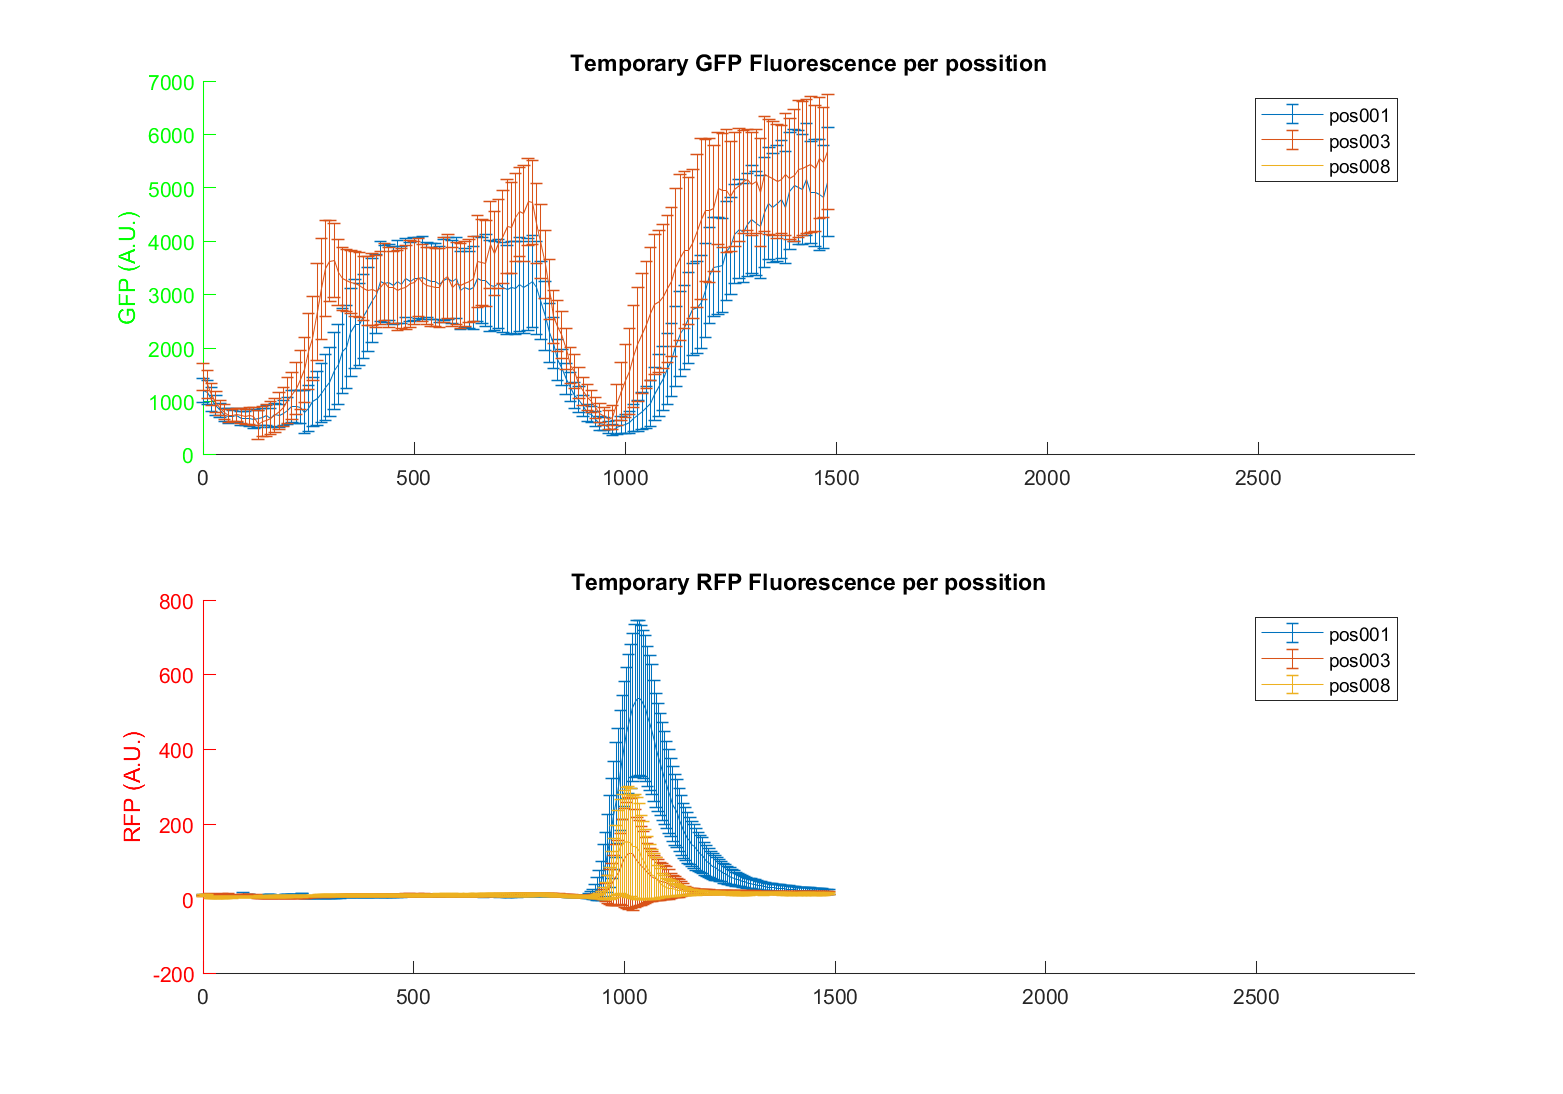 Temporary GFP Fluorescence per possition
7000
6000
5000
4000
3000
2000
1000
0
GFP (A.U.)
0 500 1000 1500 2000 2500
pos001
pos003
pos008
Temporary RFP Fluorescence per possition
800
600
400
200
0
-200
RFP (A.U.)
0 500 1000 1500 2000 2500
pos001
pos003
pos008